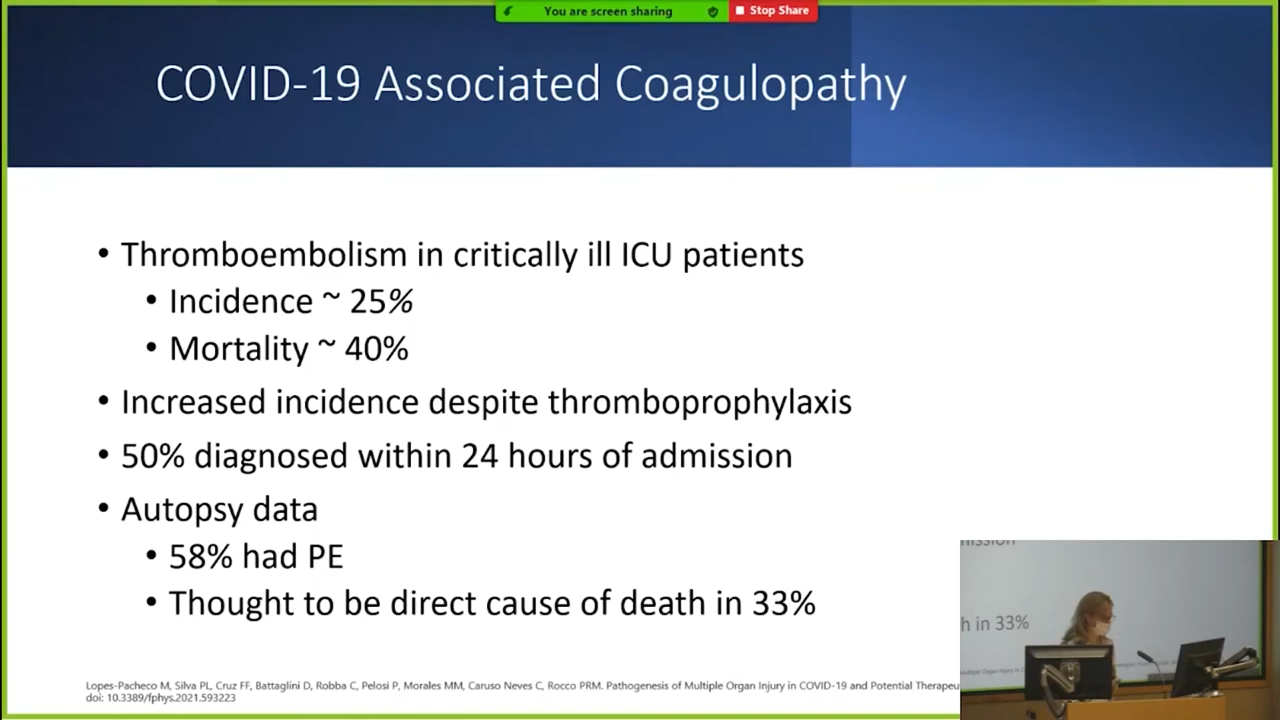 You are screen sharing
Stop Share
COVID-19 Associated Coagulopathy
• Thromboembolism in critically ill ICU patients
• Incidence ~ 25%
• Mortality ~ 40%
• Increased incidence despite thromboprophylaxis
• 50% diagnosed within 24 hours of admission
• Autopsy data
• 58% had PE
• Thought to be direct cause of death in 33%
Lopes-Pacheco M, Silva PL, Cruz FF, Battaglini D, Robba C, Pelosi P, Morales MM, Caruso Neves C, Rocco PRM. Pathogenesis of Multiple Organ Injury in COVID-19 and Potential Therapeu
doi: 10.3389/fphys.2021.593223
h in 33%